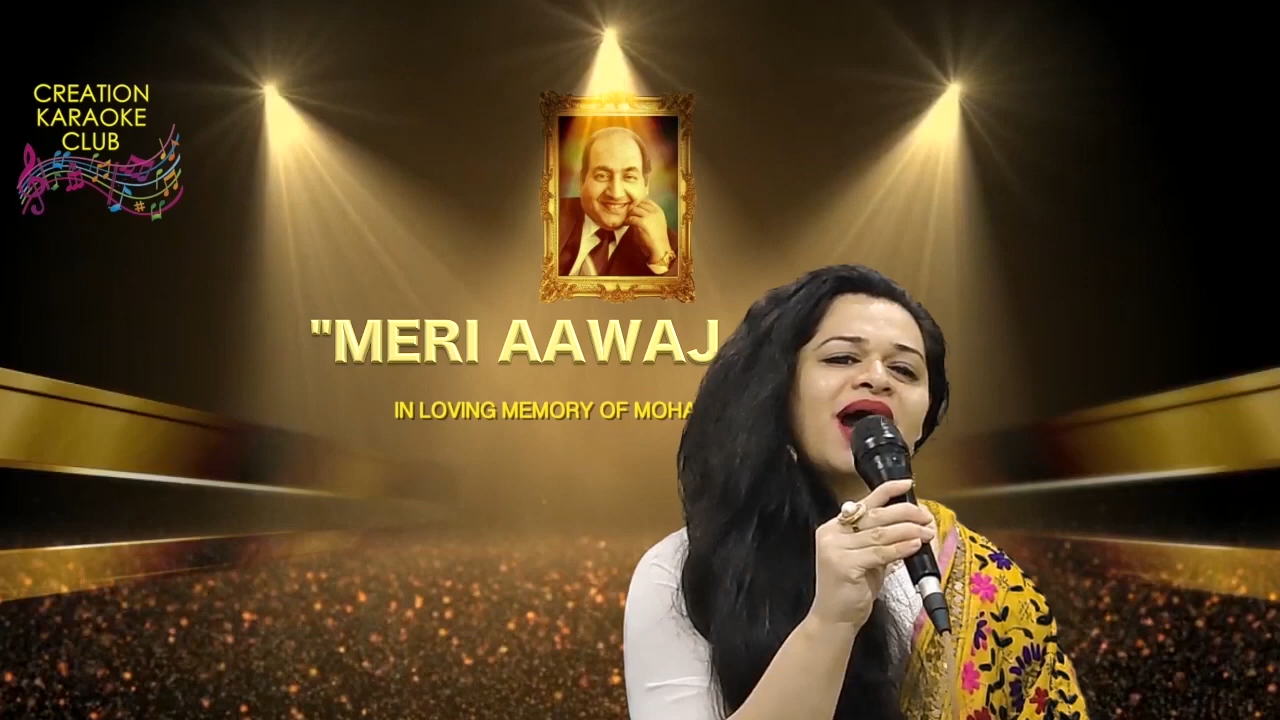 CREATION
KARAOKE
CLUB
"MERI AAWAJ
IN LOVING MEMORY OF MOHA